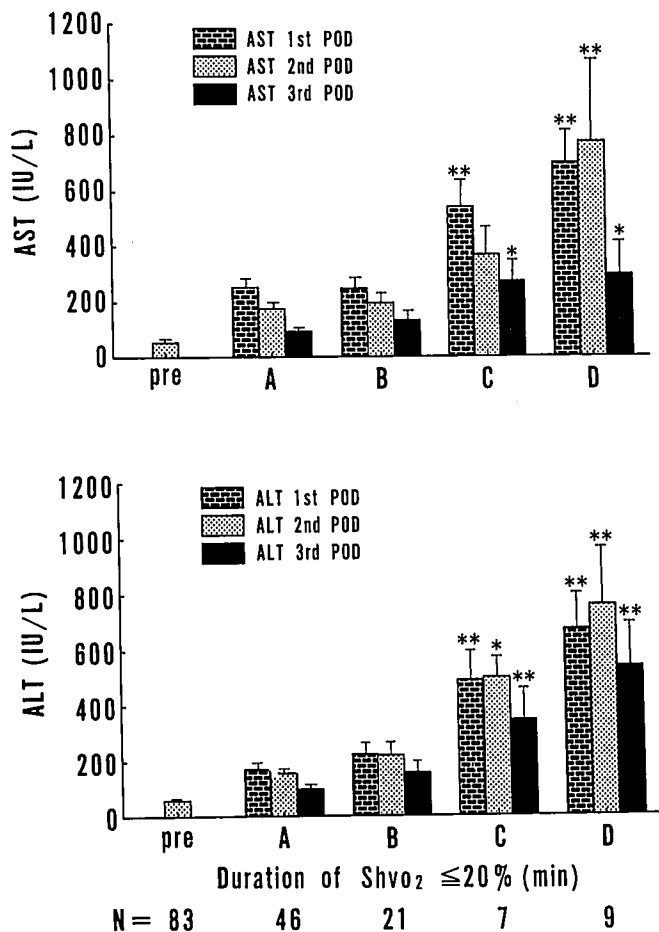 1200
1000
800
600
400
200
0
AST (IU/L)
AST 1st POD
AST 2nd POD
AST 3rd POD
**
*
**
**
*
pre A B C D
1200
1000
800
600
400
200
0
ALT (IU/L)
ALT 1st POD
ALT 2nd POD
ALT 3rd POD
**
*
**
**
**
**
pre A B C D
Duration of Shvo₂ ≦20% (min)
N = 83 46 21 7 9